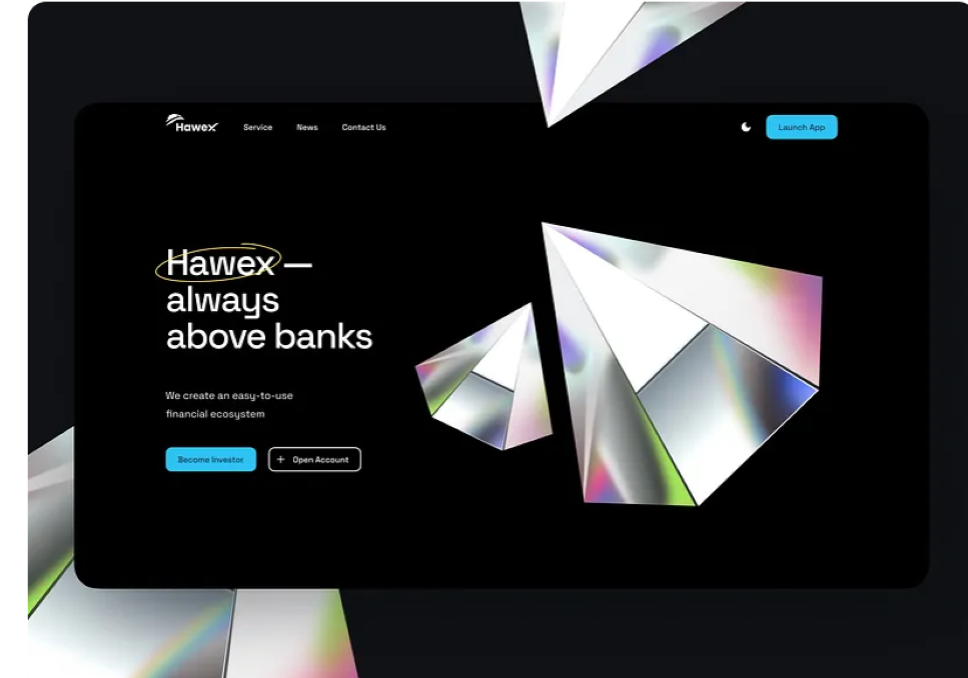 Hawex
Service
News
Contact Us
Launch App
Hawex —
always
above banks
We create an easy-to-use
financial ecosystem
Become Investor
+ Open Account